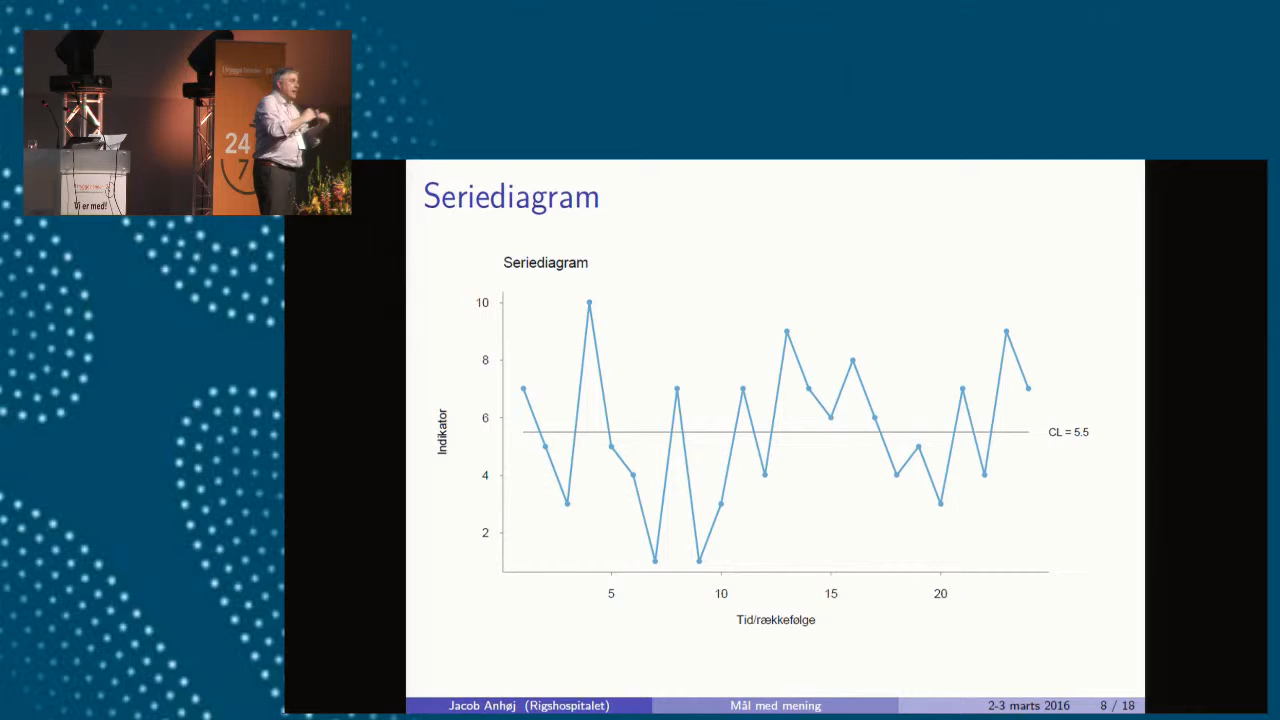 24
7
Vi er med!
Seriediagram
Seriediagram
10
8
6
4
2
Indikator
CL = 5.5
5
10
15
20
Tid/rækkefølge
Jacob Anhøj (Rigshospitalet)
Mål med mening
2-3 marts 2016
8 / 18